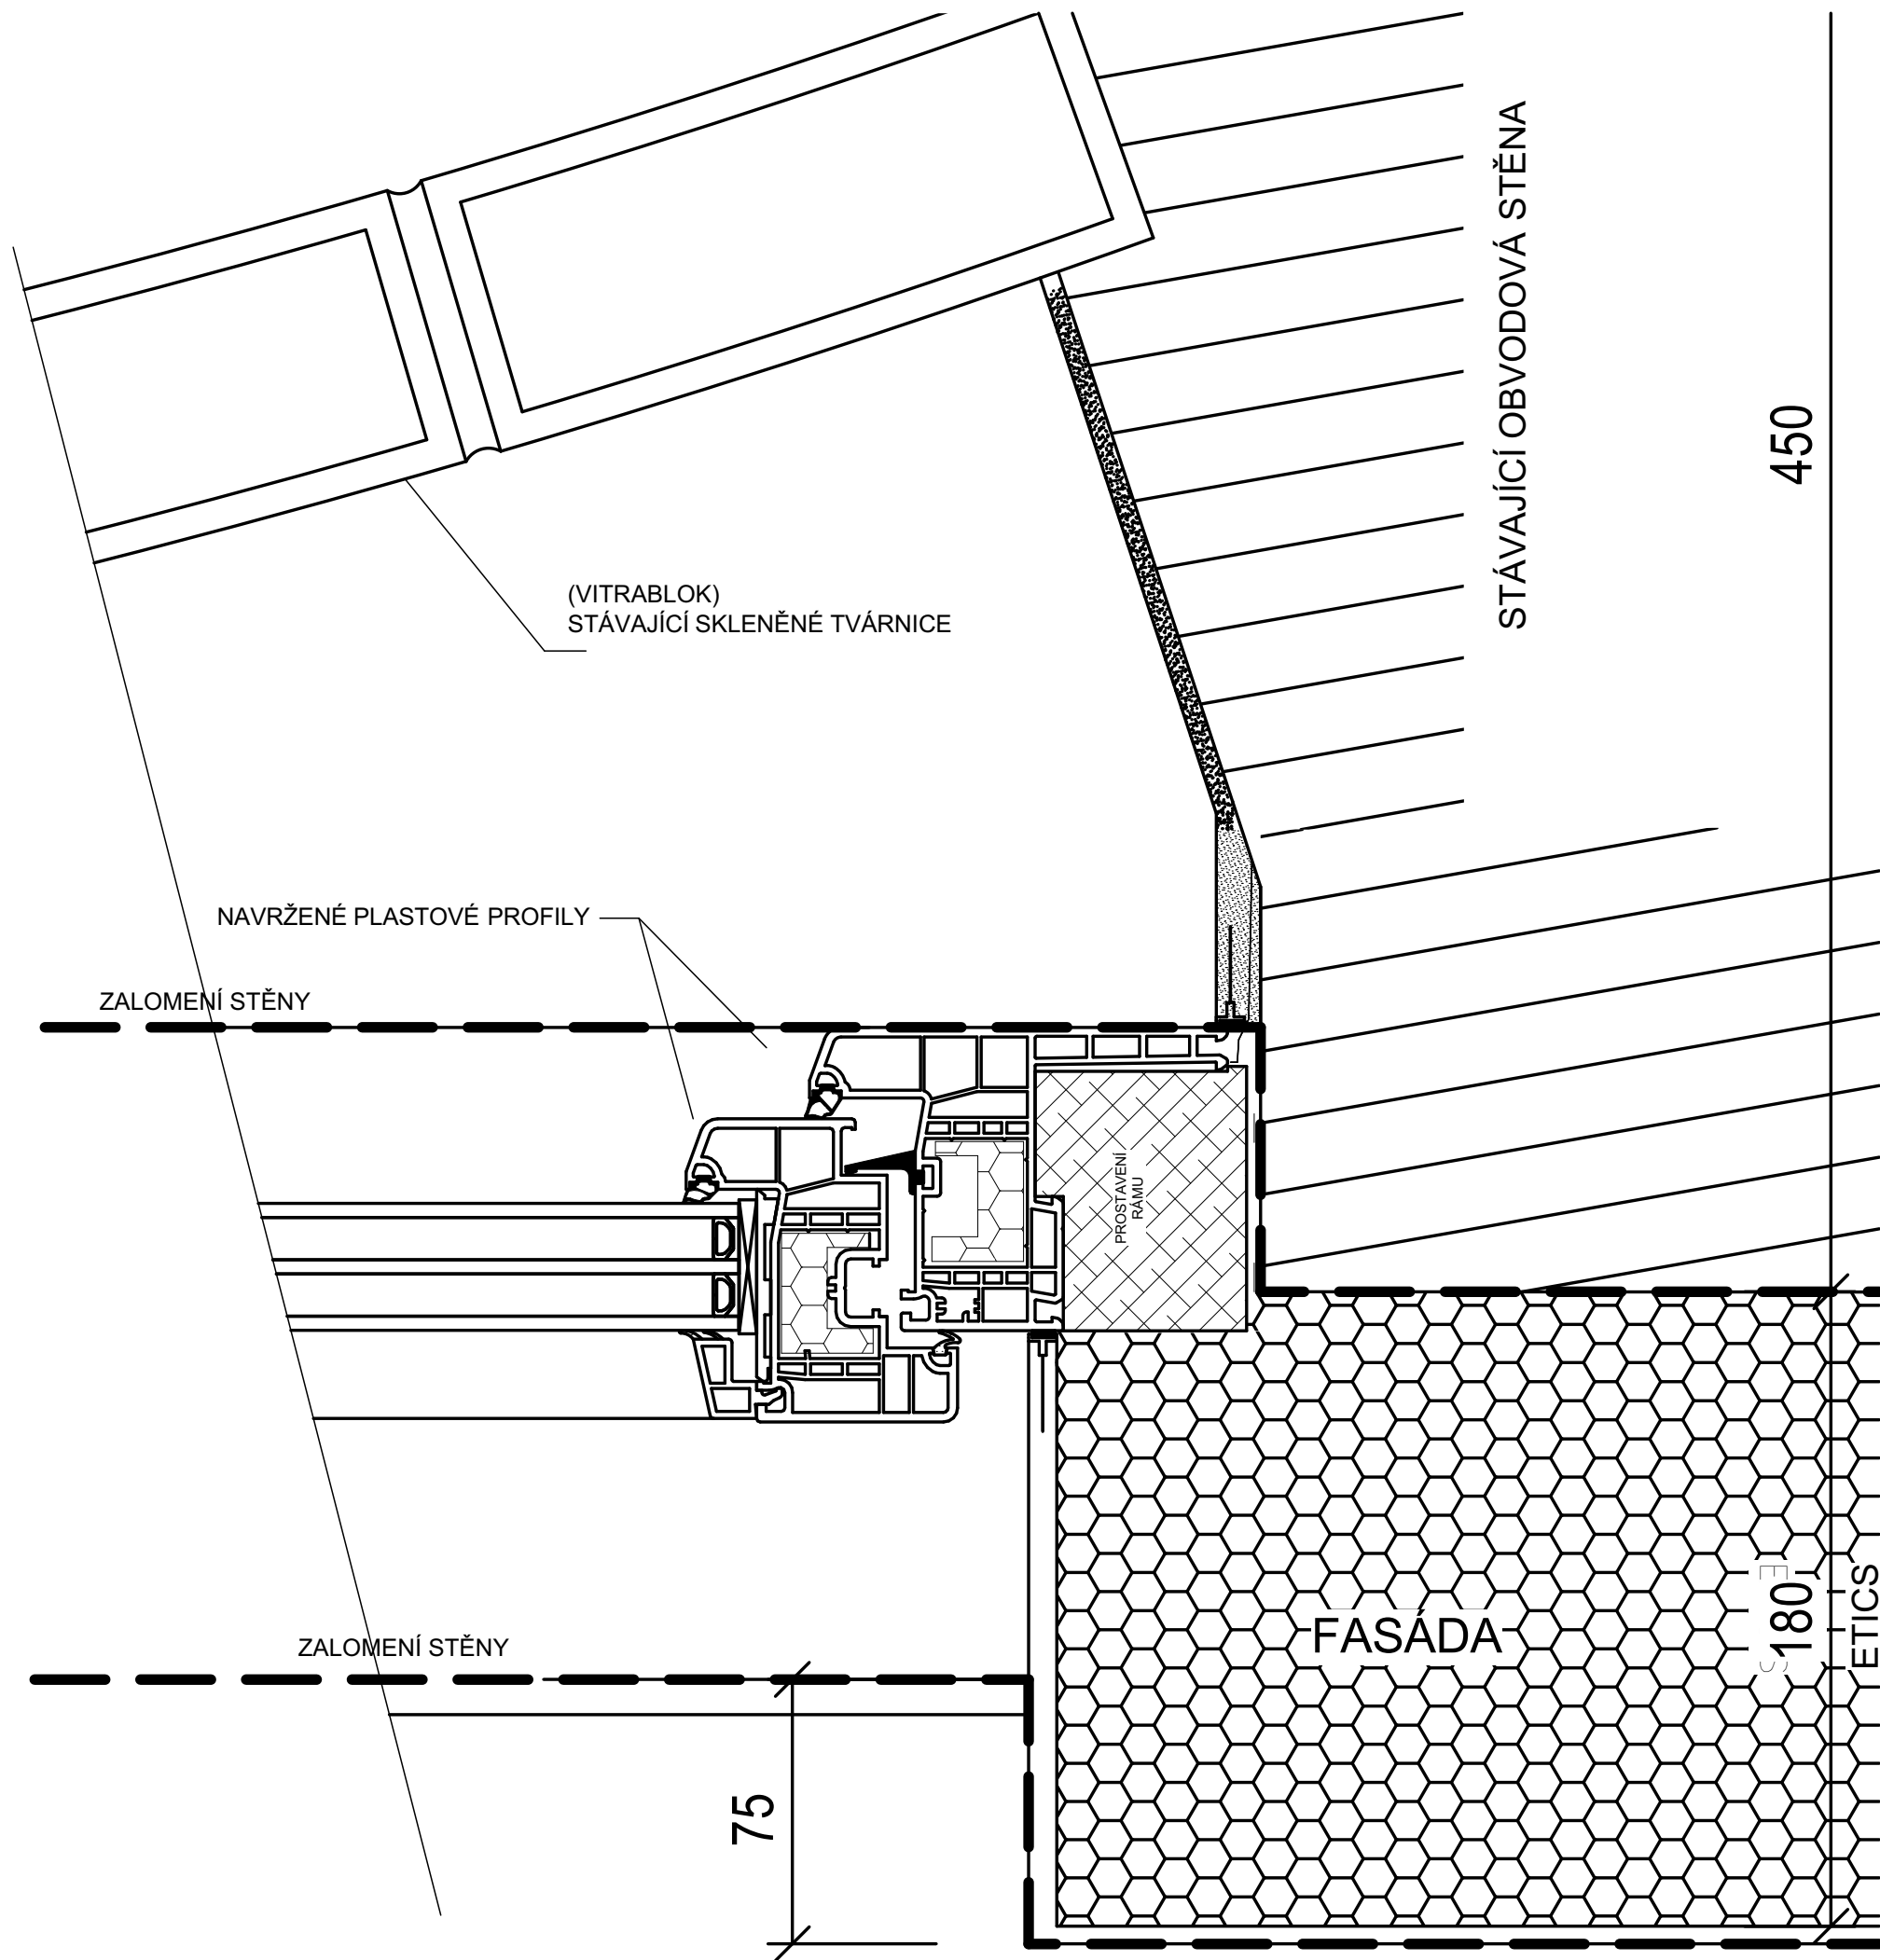 STÁVAJÍCÍ OBVODOVÁ STĚNA
450
(VITRABLOK)
STÁVAJÍCÍ SKLENĚNÉ TVÁRNICE
NAVRŽENÉ PLASTOVÉ PROFILY
ZALOMENÍ STĚNY
PROSTAVENÍ
RÁMU
FASÁDA
180
ETICS
ZALOMENÍ STĚNY
75